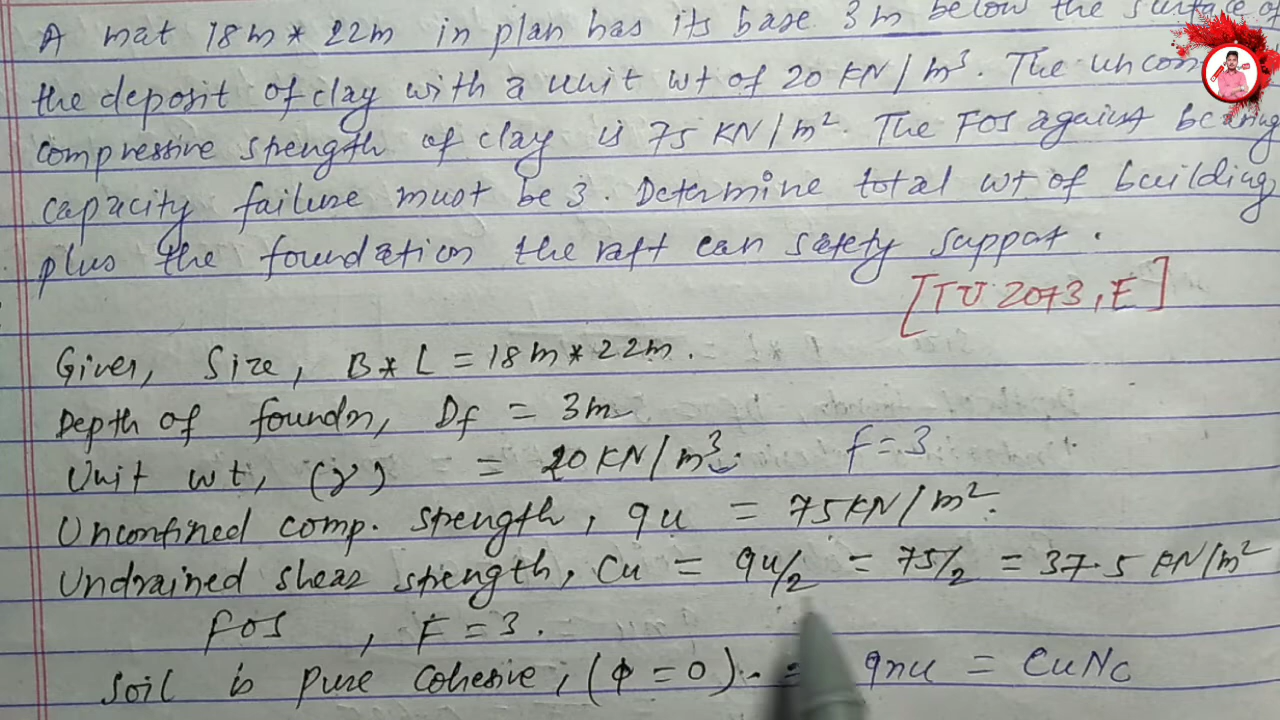 A mat 18m * 22m in plan has its base 3m below the surface of
the deposit of clay with a unit wt of 20 KN/m³. The uncon
compressive spength of clay is 75 KN/m². The FOS against bearing
capacity failure must be 3. Determine total wt of building
plus the foundation the raft can safety suppot.
[TU 2073, E]
Given, Size, B * L = 18m * 22m.
Depth of foundn, Df = 3m
Unit wt, (γ) = 20 KN/m³. f = 3
Unconfined comp. spength, qu = 75 KN/m².
Undrained shear spength, Cu = qu/2 = 75/2 = 37.5 KN/m²
FOS, F = 3.
Soil is pure cohesive, (φ = 0). = qnu = CuNc